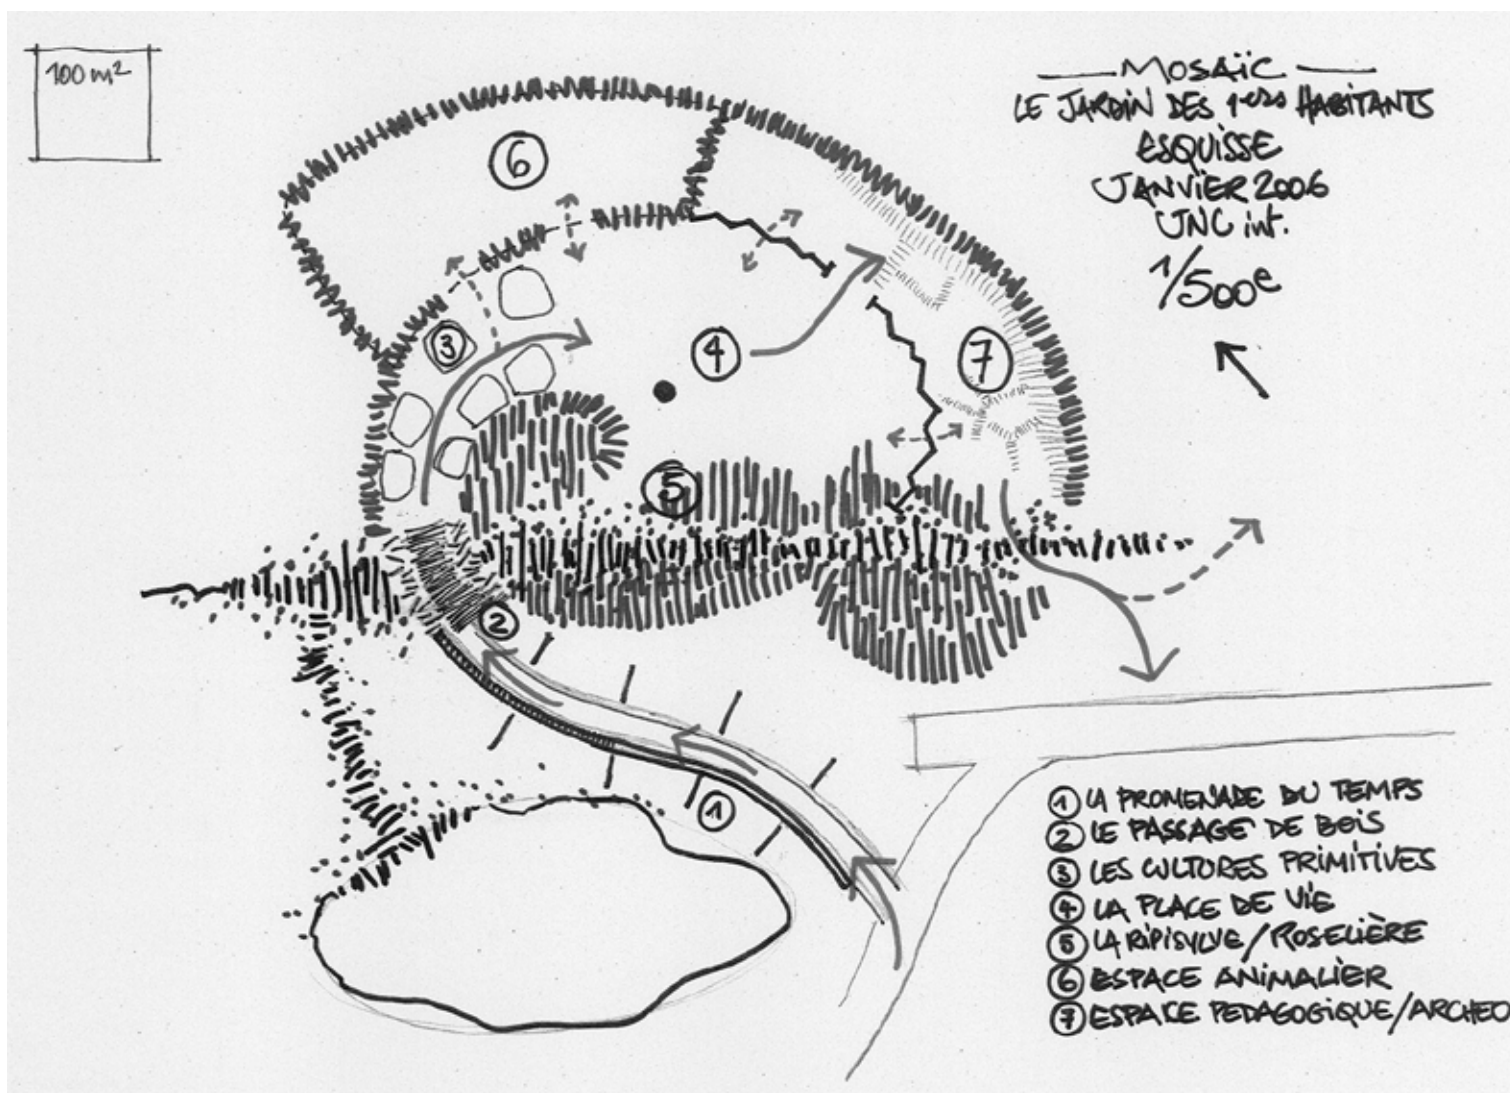 100 m²
MOSAÏC
LE JARDIN DES 1ers HABITANTS
ESQUISSE
JANVIER 2006
JNC int.
1/500e
6
3
4
7
5
2
1
① LA PROMENADE DU TEMPS
② LE PASSAGE DE BOIS
③ LES CULTURES PRIMITIVES
④ LA PLACE DE VIE
⑤ LA RIPISYLVE/ROSELIÈRE
⑥ ESPACE ANIMALIER
⑦ ESPACE PEDAGOGIQUE/ARCHEO